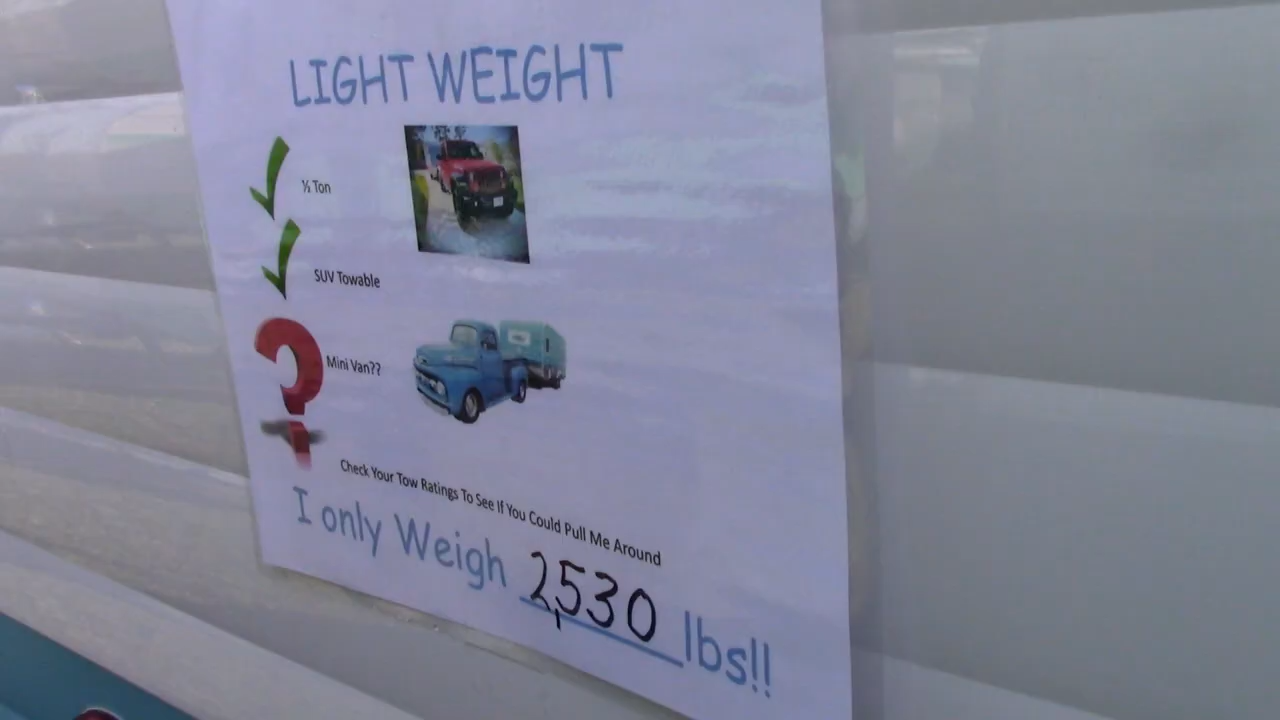 LIGHT WEIGHT
½ Ton
SUV Towable
Mini Van??
Check Your Tow Ratings To See If You Could Pull Me Around
I only Weigh 2,530 lbs!!